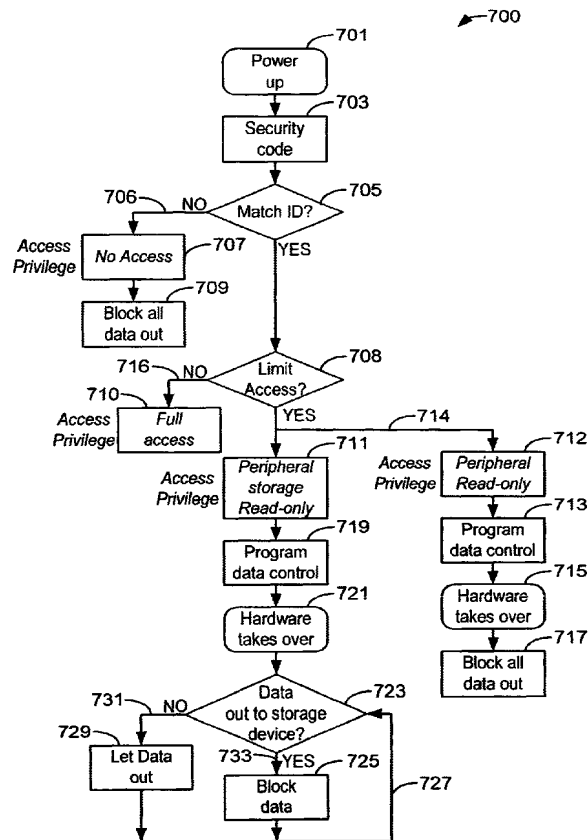 700
701
Power
up
703
Security
code
705
706
NO
Match ID?
YES
Access
Privilege
No Access
707
709
Block all
data out
716
NO
708
Limit
Access?
YES
710
Access
Privilege
Full
access
714
711
Access
Privilege
Peripheral
storage
Read-only
712
Access
Privilege
Peripheral
Read-only
719
Program
data control
713
Program
data control
721
Hardware
takes over
715
Hardware
takes over
717
Block all
data out
731
NO
723
Data
out to storage
device?
729
Let Data
out
733
YES
725
Block
data
727